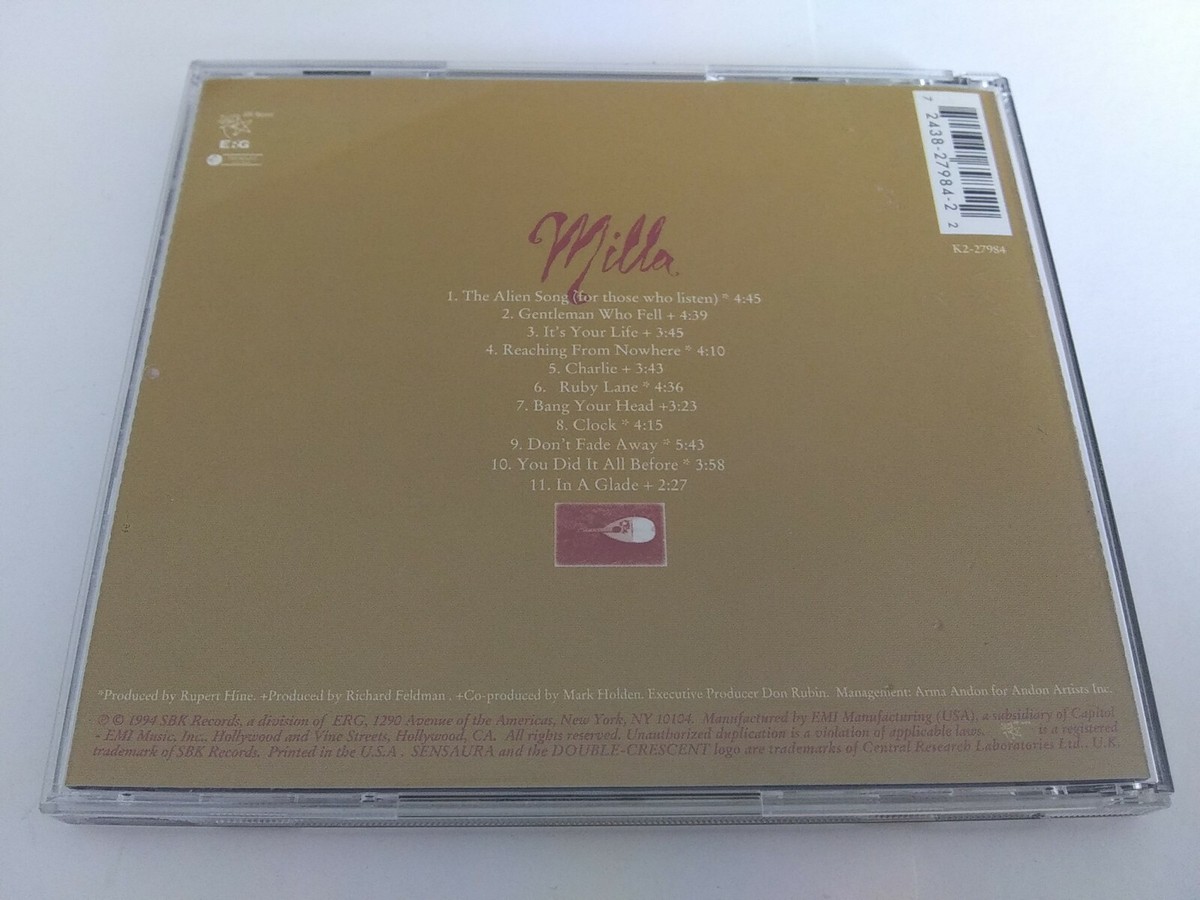 ERG
7 2438-27984-2 2
K2-27984
Milla
1. The Alien Song (for those who listen) * 4:45
2. Gentleman Who Fell + 4:39
3. It's Your Life + 3:45
4. Reaching From Nowhere * 4:10
5. Charlie + 3:43
6. Ruby Lane * 4:36
7. Bang Your Head +3:23
8. Clock * 4:15
9. Don't Fade Away * 5:43
10. You Did It All Before * 3:58
11. In A Glade + 2:27
*Produced by Rupert Hine. +Produced by Richard Feldman . +Co-produced by Mark Holden. Executive Producer Don Rubin. Management: Arma Andon for Andon Artists Inc.
℗ © 1994 SBK Records, a division of ERG, 1290 Avenue of the Americas, New York, NY 10104. Manufactured by EMI Manufacturing (USA), a subsidiary of Capitol
- EMI Music, Inc., Hollywood and Vine Streets, Hollywood, CA. All rights reserved. Unauthorized duplication is a violation of applicable laws. is a registered
trademark of SBK Records. Printed in the U.S.A . SENSAURA and the DOUBLE-CRESCENT logo are trademarks of Central Research Laboratories Ltd., U.K.